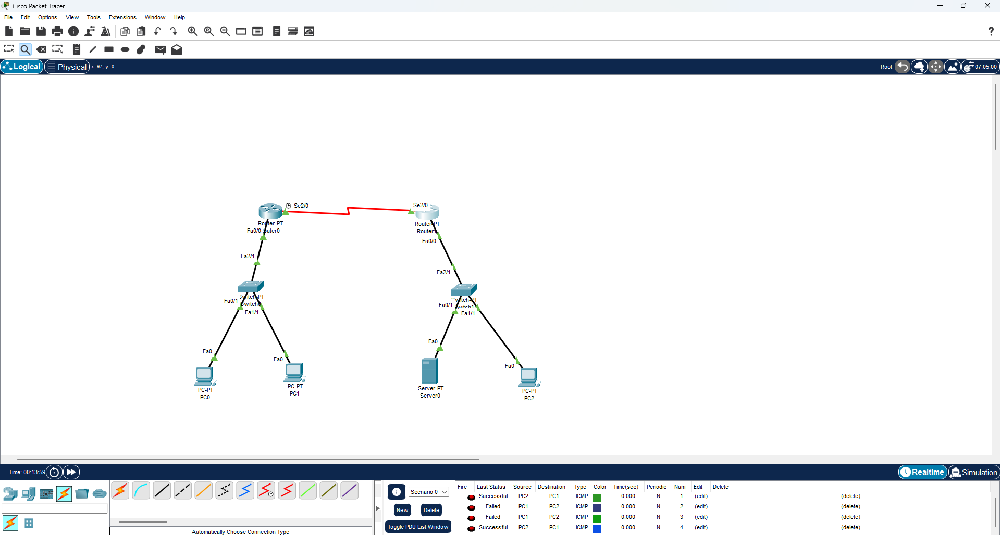 Cisco Packet Tracer
File Edit Options View Tools Extensions Window Help
Logical Physical x: 97, y: 0 Root 07:05:00
Se2/0 Se2/0
Router-PT Router-PT
Fa0/0 Router1
Fa0/0
Fa2/1
Fa2/1
Switch-PT
Fa0/1 Switch-PT
Fa0/1
Fa1/1 Fa1/1
Fa0
Fa0
Fa0 Fa0
PC-PT PC-PT Server-PT PC-PT
PC0 PC1 Server0 PC2
Time: 00:13:59 Realtime Simulation
Fire Last Status Source Destination Type Color Time(sec) Periodic Num Edit Delete
Scenario 0
Successful PC2 PC1 ICMP 0.000 N 1 (edit) (delete)
Failed PC1 PC2 ICMP 0.000 N 2 (edit) (delete)
New Delete
Failed PC1 PC2 ICMP 0.000 N 3 (edit) (delete)
Toggle PDU List Window
Successful PC2 PC1 ICMP 0.000 N 4 (edit) (delete)
Automatically Choose Connection Type